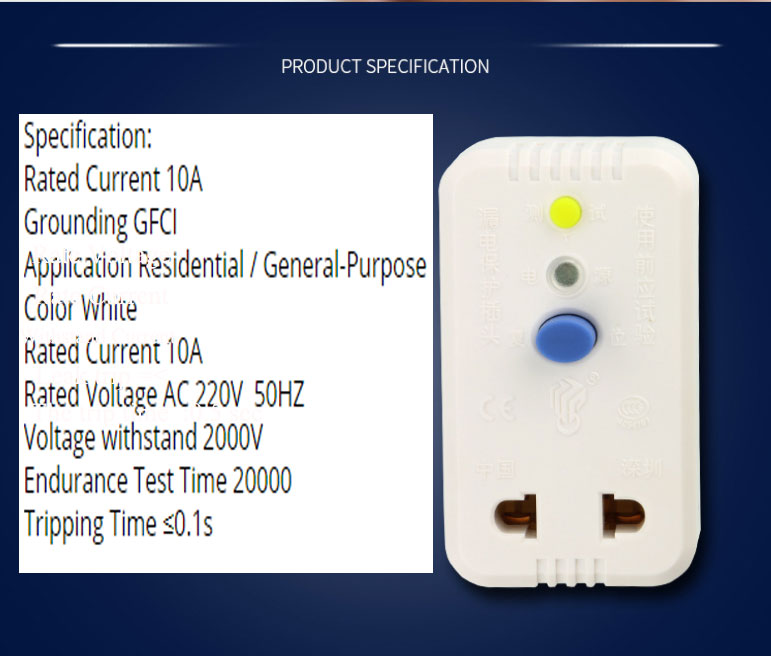 PRODUCT SPECIFICATION
Specification:
Rated Current 10A
Grounding GFCI
Application Residential / General-Purpose
Color White
Rated Current 10A
Rated Voltage AC 220V 50HZ
Voltage withstand 2000V
Endurance Test Time 20000
Tripping Time ≤0.1s
测试
电源
复位
漏电保护插头
使用前应试验
CE
中国 深圳